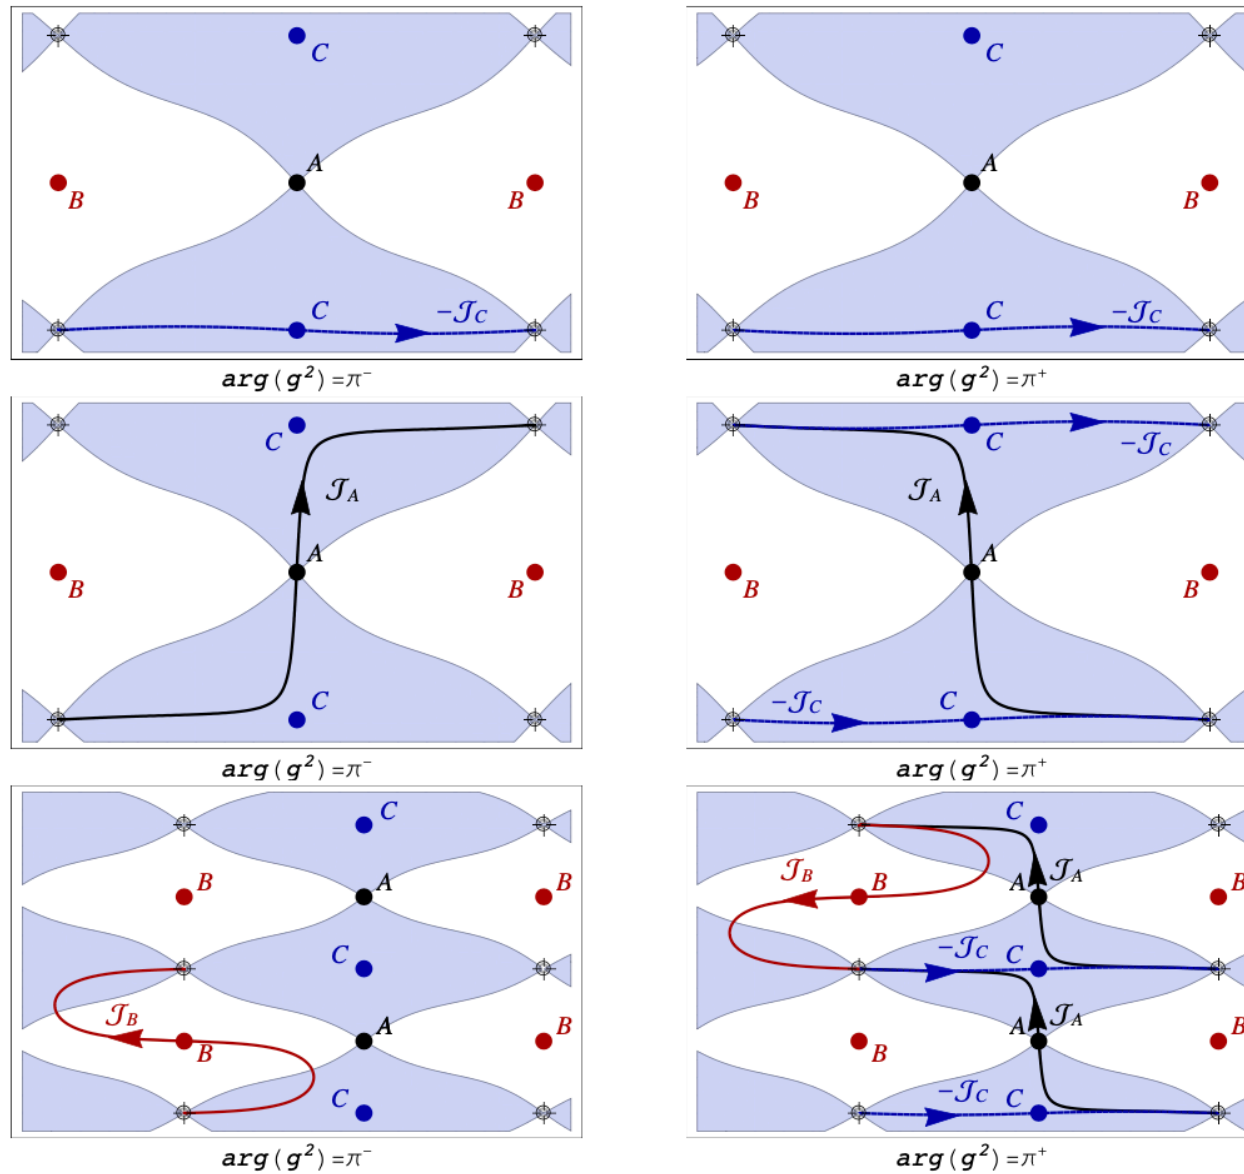 C C
A A
B B B B
C -𝒥C C -𝒥C
arg(g²)=π⁻ arg(g²)=π⁺
C C -𝒥C
𝒥A 𝒥A
A A
B B B B
C -𝒥C C
arg(g²)=π⁻ arg(g²)=π⁺
C C
B A B 𝒥B B A 𝒥A B
C -𝒥C C
𝒥B B A B B A 𝒥A B
C -𝒥C C
arg(g²)=π⁻ arg(g²)=π⁺